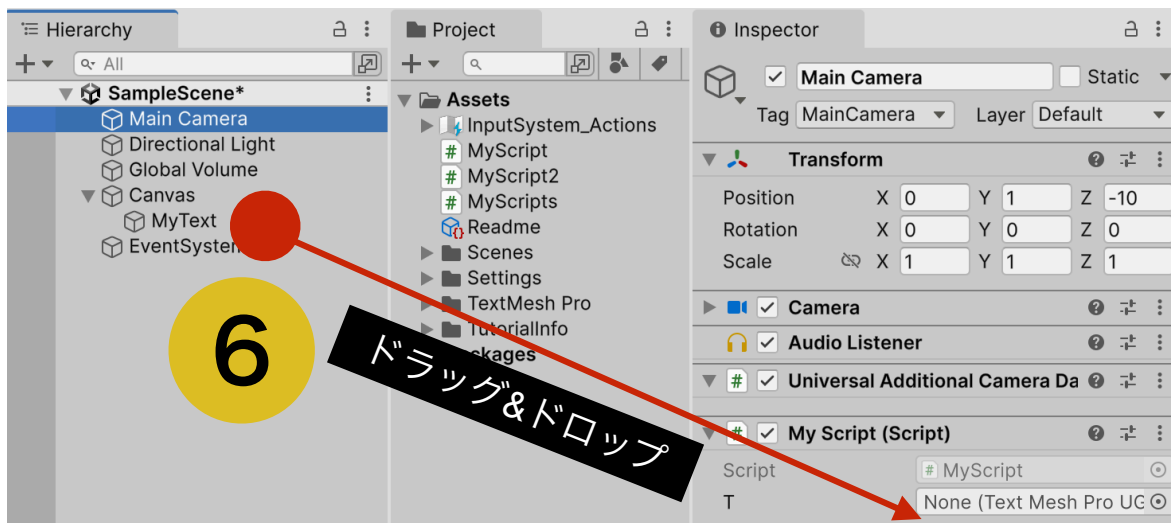 Hierarchy
All
SampleScene*
Main Camera
Directional Light
Global Volume
Canvas
MyText
EventSystem
6
Project
Assets
InputSystem_Actions
MyScript
MyScript2
MyScripts
Readme
Scenes
Settings
TextMesh Pro
TutorialInfo
ckages
ドラッグ&ドロップ
Inspector
Main Camera Static
Tag MainCamera Layer Default
Transform
Position X 0 Y 1 Z -10
Rotation X 0 Y 0 Z 0
Scale X 1 Y 1 Z 1
Camera
Audio Listener
# Universal Additional Camera Da
# My Script (Script)
Script # MyScript
T None (Text Mesh Pro UG